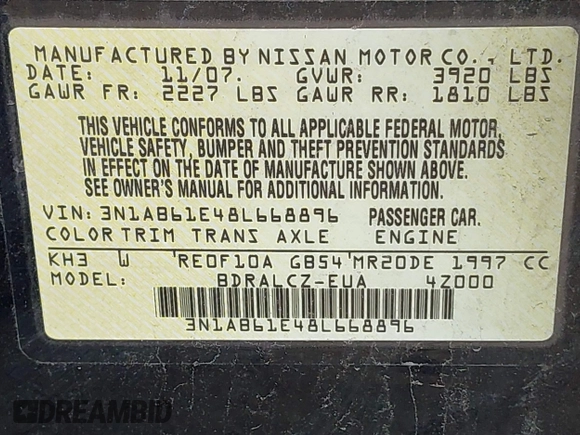 MANUFACTURED BY NISSAN MOTOR CO., LTD.
DATE: 11/07. GVWR: 3920 LBS
GAWR FR: 2227 LBS GAWR RR: 1810 LBS
THIS VEHICLE CONFORMS TO ALL APPLICABLE FEDERAL MOTOR,
VEHICLE SAFETY, BUMPER AND THEFT PREVENTION STANDARDS
IN EFFECT ON THE DATE OF MANUFACTURE SHOWN ABOVE.
SEE OWNER'S MANUAL FOR ADDITIONAL INFORMATION.
VIN: 3N1AB61E48L668896 PASSENGER CAR.
COLOR TRIM TRANS AXLE ENGINE
KH3 W RE0F10A GB54 MR20DE 1997 CC
MODEL: BDRALCZ-EUA 4Z000
3N1AB61E48L668896
DREAMBID